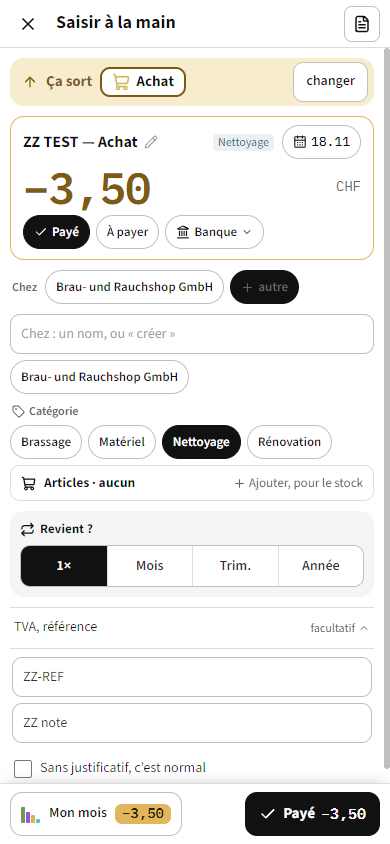 Saisir à la main
Ça sort
Achat
changer
ZZ TEST — Achat
Nettoyage
18.11
−3,50
CHF
Payé
À payer
Banque
Chez
Brau- und Rauchshop GmbH
+ autre
Chez : un nom, ou « créer »
Brau- und Rauchshop GmbH
Catégorie
Brassage
Matériel
Nettoyage
Rénovation
Articles · aucun
+ Ajouter, pour le stock
Revient ?
1×
Mois
Trim.
Année
TVA, référence
facultatif
ZZ-REF
ZZ note
Sans justificatif, c’est normal
Mon mois
−3,50
Payé −3,50